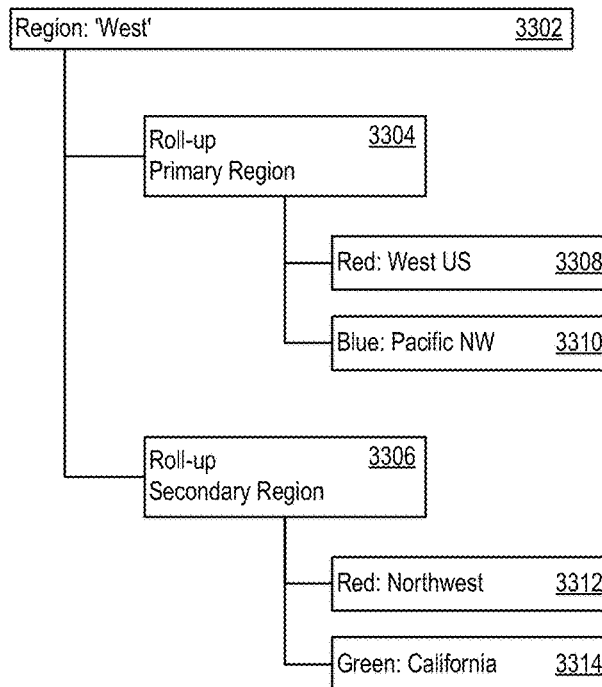 Region: 'West' 3302
Roll-up 3304
Primary Region
Red: West US 3308
Blue: Pacific NW 3310
Roll-up 3306
Secondary Region
Red: Northwest 3312
Green: California 3314